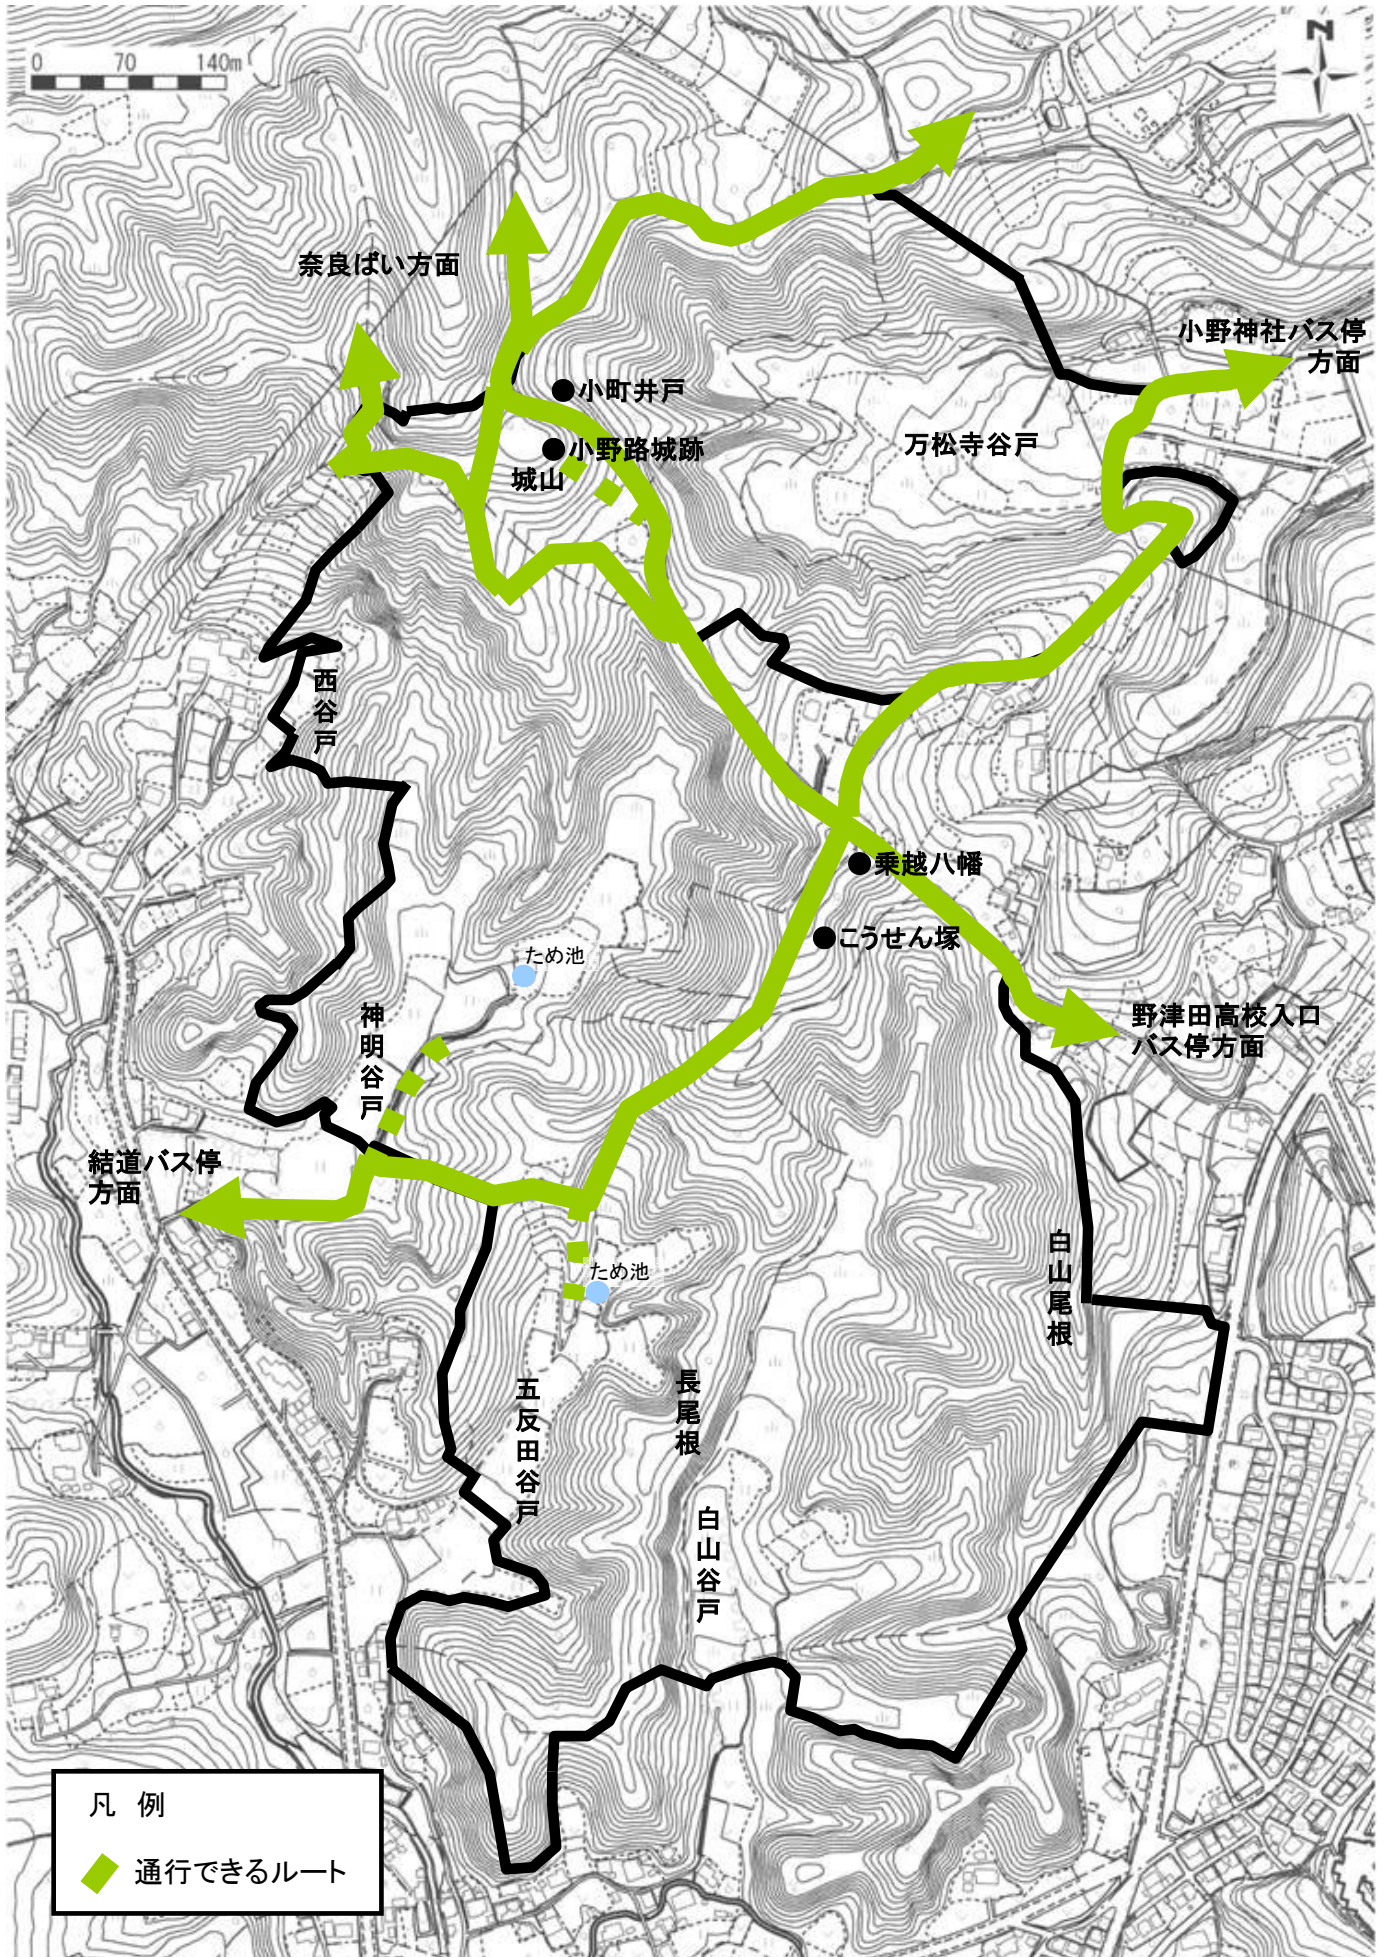 0 70 140m
N
奈良ばい方面
小野神社バス停
方面
小町井戸
万松寺谷戸
小野路城跡
城山
西谷戸
乗越八幡
こうせん塚
ため池
神明谷戸
野津田高校入口
バス停方面
結道バス停
方面
白山尾根
ため池
長尾根
五反田谷戸
白山谷戸
凡 例
通行できるルート